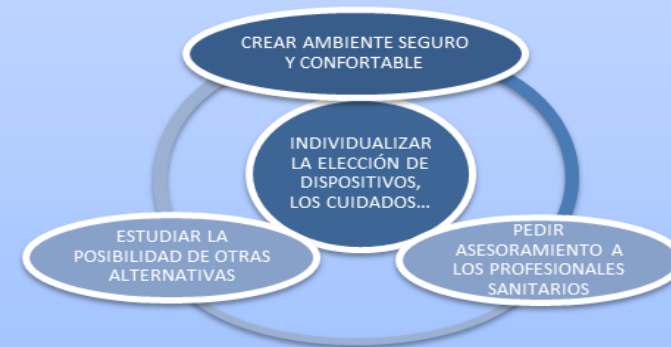 CREAR AMBIENTE SEGURO
Y CONFORTABLE
INDIVIDUALIZAR
LA ELECCIÓN DE
DISPOSITIVOS,
LOS CUIDADOS...
ESTUDIAR LA
POSIBILIDAD DE OTRAS
ALTERNATIVAS
PEDIR
ASESORAMIENTO A
LOS PROFESIONALES
SANITARIOS